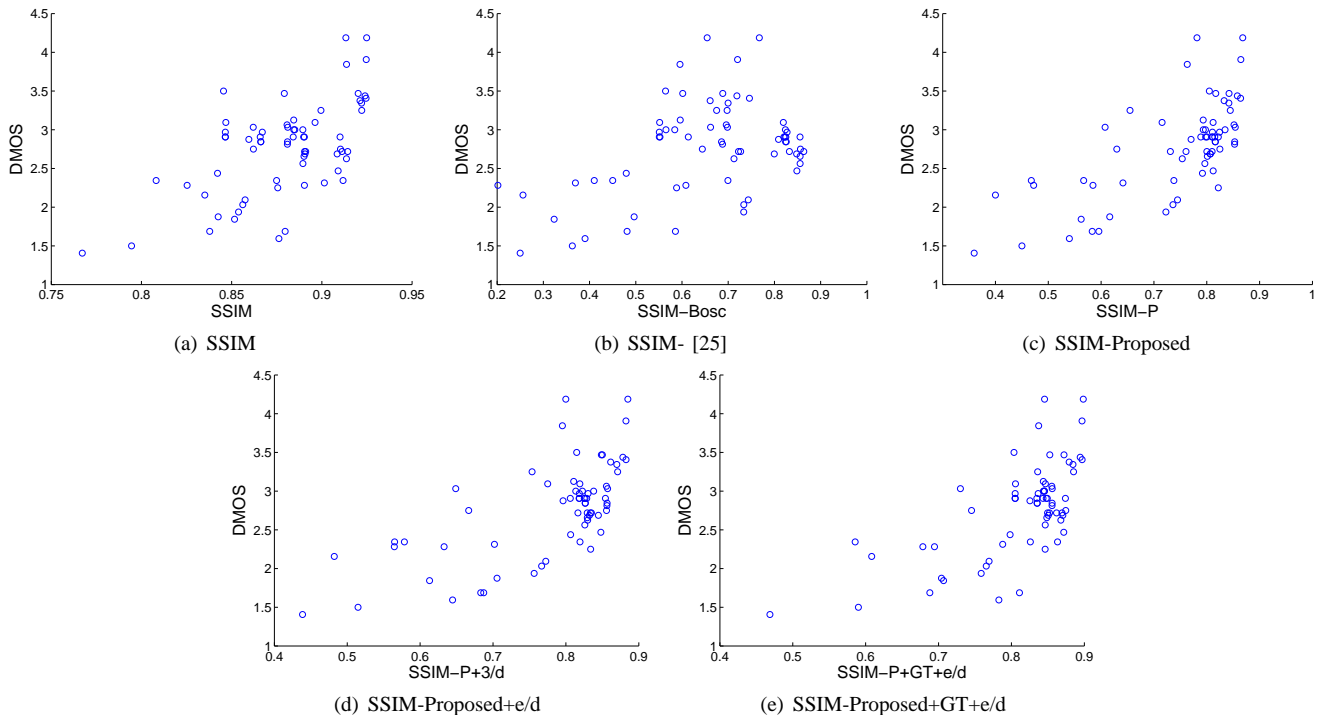 4.5
4
3.5
3
2.5
2
1.5
1
DMOS
0.75 0.8 0.85 0.9 0.95
SSIM
(a) SSIM
4.5
4
3.5
3
2.5
2
1.5
1
DMOS
0.2 0.3 0.4 0.5 0.6 0.7 0.8 0.9 1
SSIM–Bosc
(b) SSIM- [25]
4.5
4
3.5
3
2.5
2
1.5
1
DMOS
0.4 0.5 0.6 0.7 0.8 0.9 1
SSIM–P
(c) SSIM-Proposed
4.5
4
3.5
3
2.5
2
1.5
1
DMOS
0.4 0.5 0.6 0.7 0.8 0.9
SSIM–P+3/d
(d) SSIM-Proposed+e/d
4.5
4
3.5
3
2.5
2
1.5
1
DMOS
0.4 0.5 0.6 0.7 0.8 0.9
SSIM–P+GT+e/d
(e) SSIM-Proposed+GT+e/d